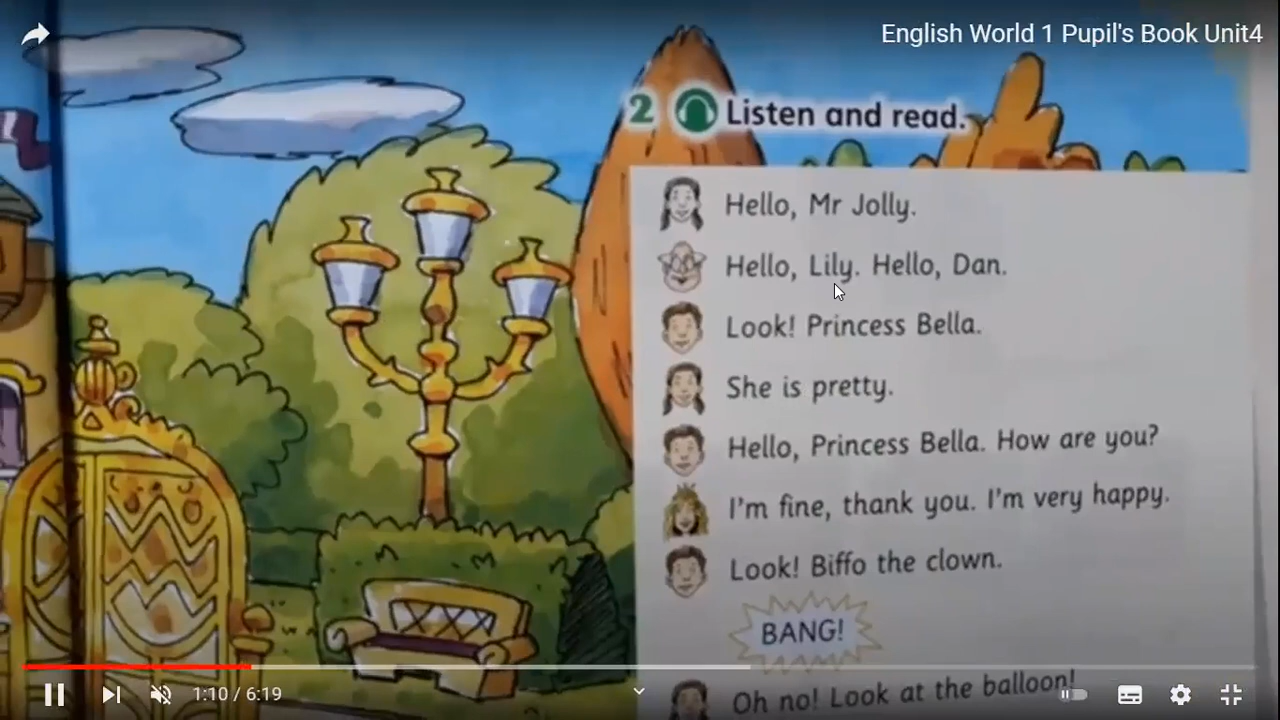 English World 1 Pupil's Book Unit4
2 Listen and read.
Hello, Mr Jolly.
Hello, Lily. Hello, Dan.
Look! Princess Bella.
She is pretty.
Hello, Princess Bella. How are you?
I'm fine, thank you. I'm very happy.
Look! Biffo the clown.
BANG!
Oh no! Look at the balloon!
1:10 / 6:19